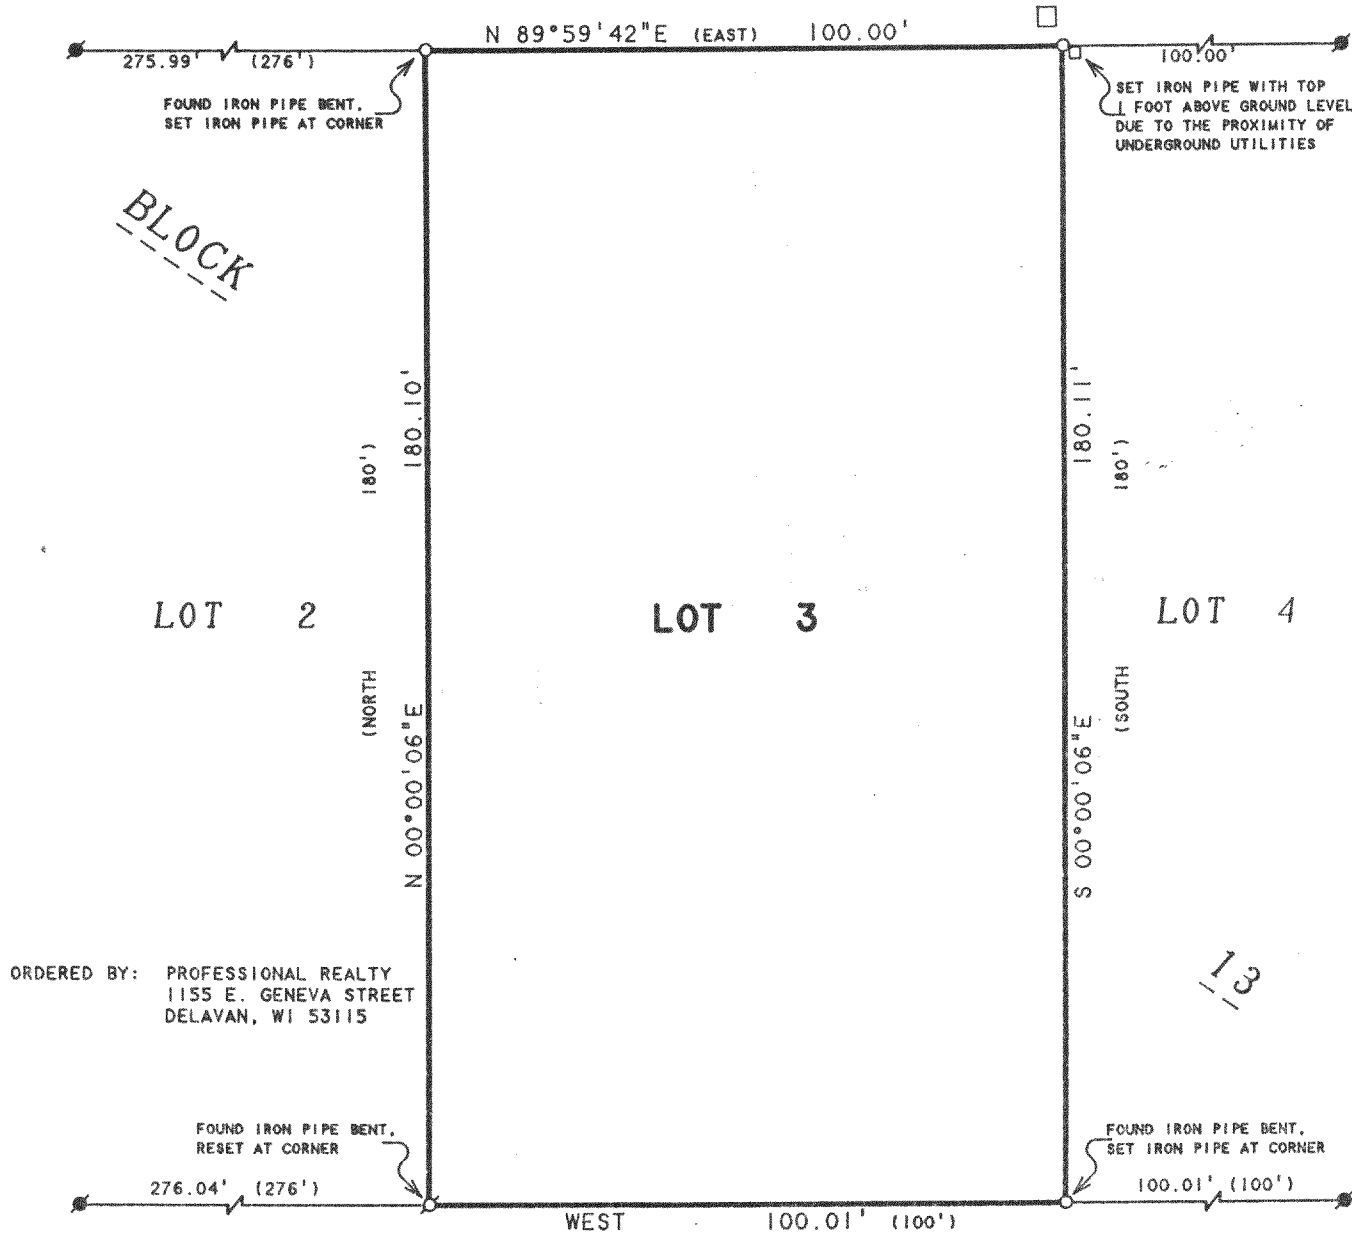 N 89°59'42"E (EAST) 100.00'
275.99' (276')
100.00'
FOUND IRON PIPE BENT,
SET IRON PIPE AT CORNER
SET IRON PIPE WITH TOP
1 FOOT ABOVE GROUND LEVEL
DUE TO THE PROXIMITY OF
UNDERGROUND UTILITIES
BLOCK
N 00°00'06"E 180.10'
(NORTH 180')
S 00°00'06"E 180.11'
(SOUTH 180')
LOT 2
LOT 3
LOT 4
13
ORDERED BY: PROFESSIONAL REALTY
1155 E. GENEVA STREET
DELAVAN, WI 53115
FOUND IRON PIPE BENT,
RESET AT CORNER
FOUND IRON PIPE BENT,
SET IRON PIPE AT CORNER
276.04' (276')
100.01' (100')
WEST 100.01' (100')